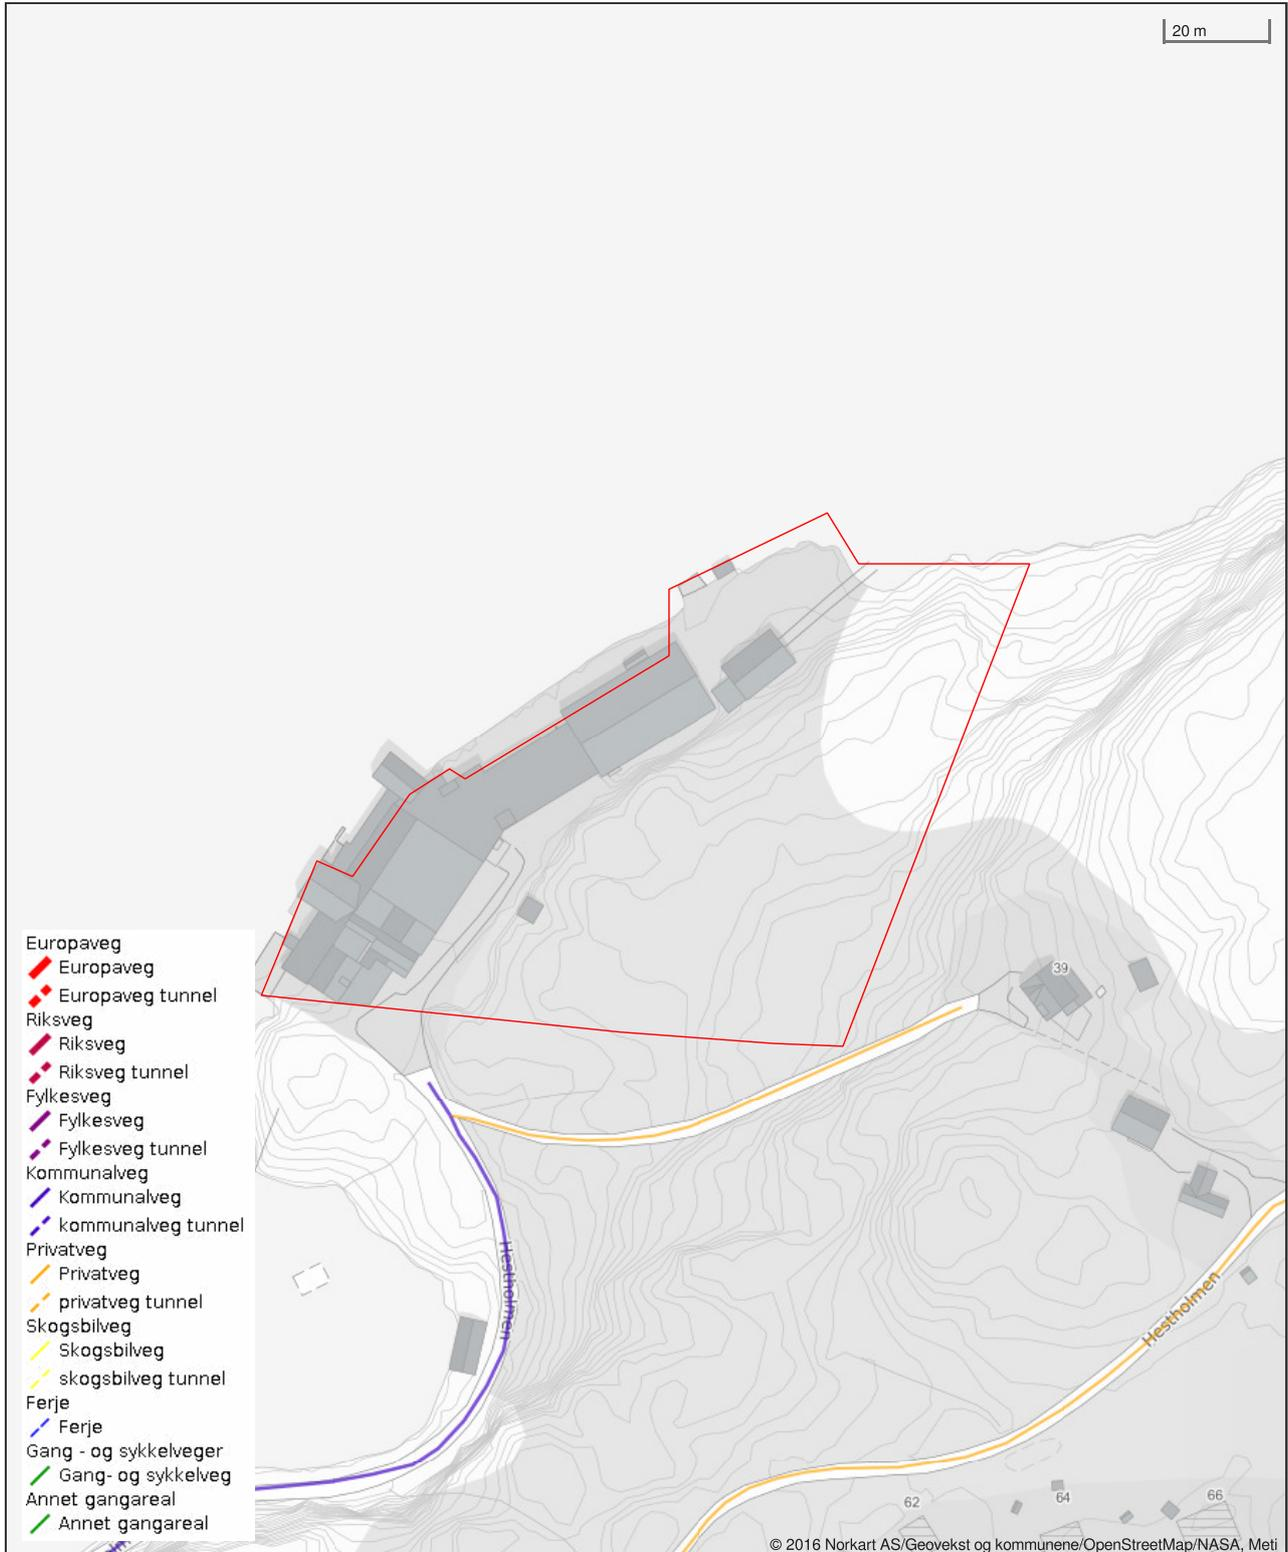 20 m
39
Europaveg
Europaveg
Europaveg tunnel
Riksveg
Riksveg
Riksveg tunnel
Fylkesveg
Fylkesveg
Fylkesveg tunnel
Kommunalveg
Kommunalveg
kommunalveg tunnel
Privatveg
Privatveg
privatveg tunnel
Skogsbilveg
Skogsbilveg
skogsbilveg tunnel
Ferje
Ferje
Gang - og sykkelveger
Gang- og sykkelveg
Annet gangareal
Annet gangareal
Hestholmen
Hestholmen
62
64
66
© 2016 Norkart AS/Geovekst og kommunene/OpenStreetMap/NASA, Meti